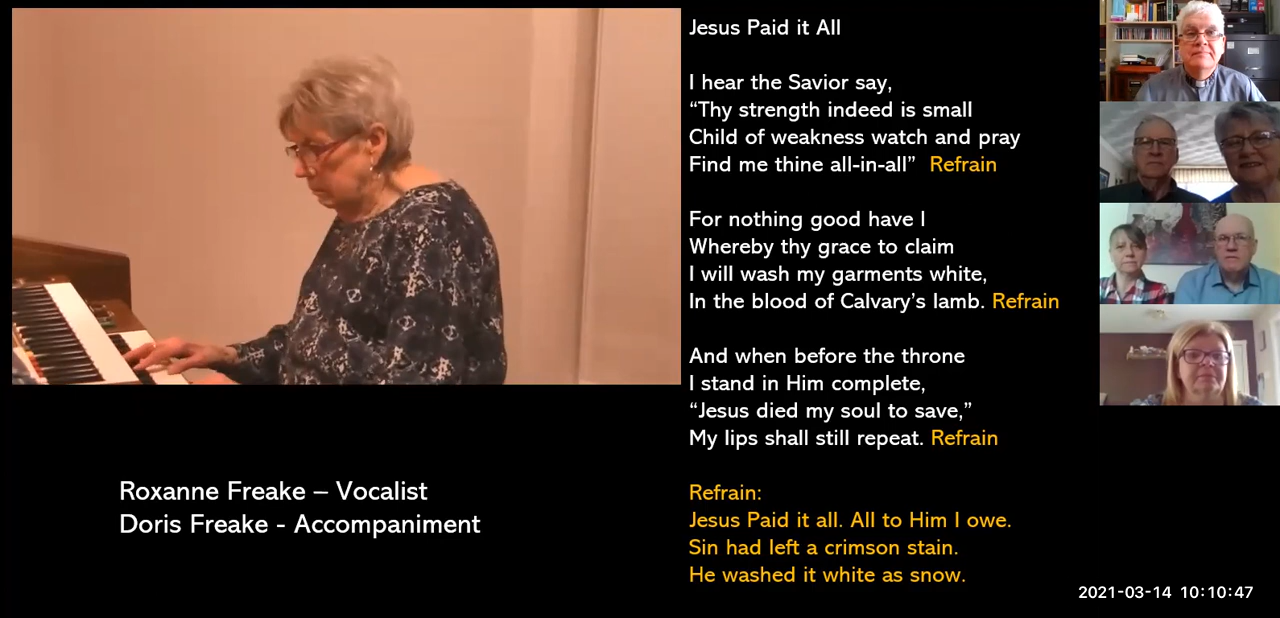 Jesus Paid it All
I hear the Savior say,
“Thy strength indeed is small
Child of weakness watch and pray
Find me thine all-in-all”  Refrain
For nothing good have I
Whereby thy grace to claim
I will wash my garments white,
In the blood of Calvary’s lamb. Refrain
And when before the throne
I stand in Him complete,
“Jesus died my soul to save,”
My lips shall still repeat. Refrain
Refrain:
Jesus Paid it all. All to Him I owe.
Sin had left a crimson stain.
He washed it white as snow.
Roxanne Freake – Vocalist
Doris Freake - Accompaniment
2021-03-14 10:10:47